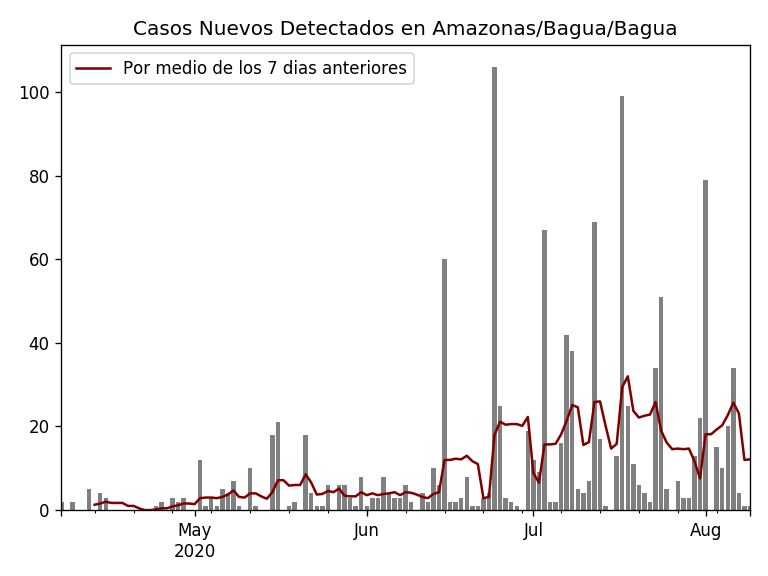 Casos Nuevos Detectados en Amazonas/Bagua/Bagua
Por medio de los 7 dias anteriores
100
80
60
40
20
0
May
2020
Jun
Jul
Aug